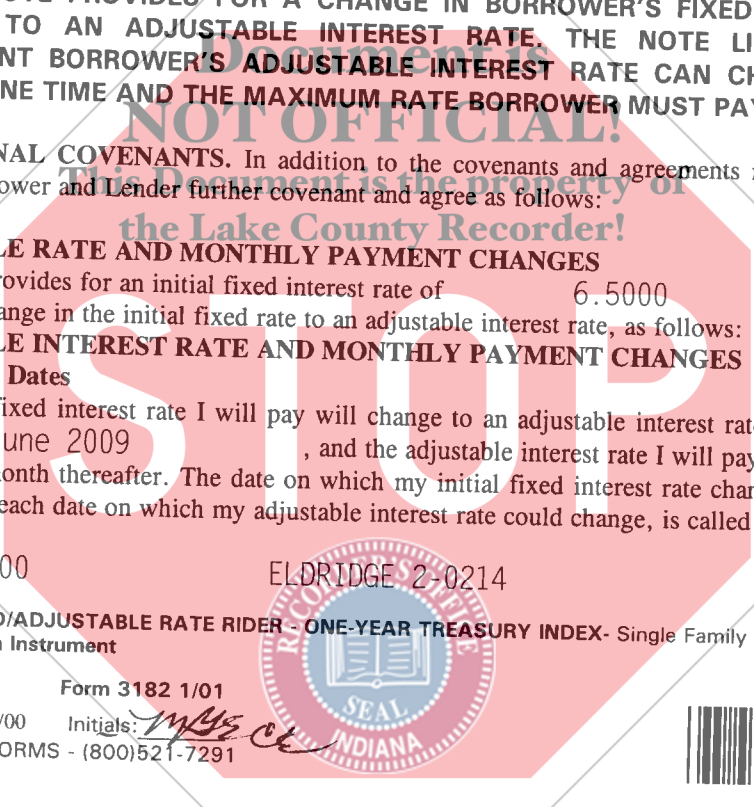 NOTE PROVIDES FOR A CHANGE IN BORROWER'S FIXED
TO AN ADJUSTABLE INTEREST RATE. THE NOTE LI
NT BORROWER'S ADJUSTABLE INTEREST RATE CAN CH
NE TIME AND THE MAXIMUM RATE BORROWER MUST PAY
Document is
NOT OFFICIAL!
This Document is the property of
the Lake County Recorder!
STOP
NAL COVENANTS. In addition to the covenants and agreements
ower and Lender further covenant and agree as follows:
LE RATE AND MONTHLY PAYMENT CHANGES
rovides for an initial fixed interest rate of 6.5000
ange in the initial fixed rate to an adjustable interest rate, as follows:
LE INTEREST RATE AND MONTHLY PAYMENT CHANGES
Dates
fixed interest rate I will pay will change to an adjustable interest rat
une 2009 , and the adjustable interest rate I will pay
onth thereafter. The date on which my initial fixed interest rate chan
each date on which my adjustable interest rate could change, is called
00 ELDRIDGE 2-0214
D/ADJUSTABLE RATE RIDER - ONE-YEAR TREASURY INDEX- Single Family
Instrument
Form 3182 1/01
/00 Initials:
ORMS - (800)521-7291
RECORDER'S OFFICE
SEAL
INDIANA